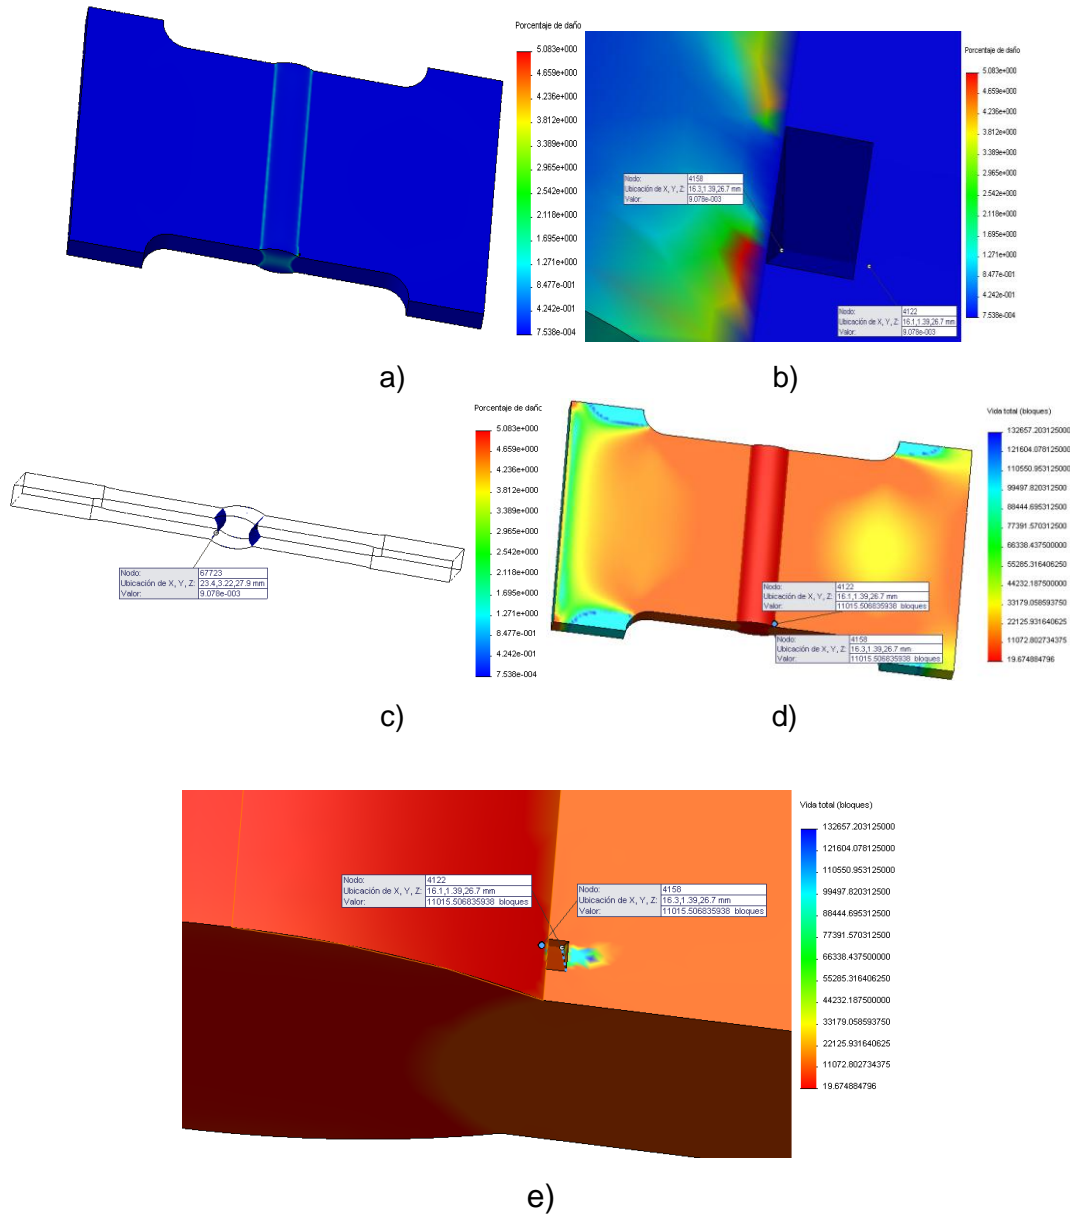 Porcentaje de daño
5.083e+000
4.659e+000
4.236e+000
3.812e+000
3.389e+000
2.965e+000
2.542e+000
2.118e+000
1.695e+000
1.271e+000
8.477e-001
4.242e-001
7.538e-004
a)
Porcentaje de daño
5.083e+000
4.659e+000
4.236e+000
3.812e+000
3.389e+000
2.965e+000
2.542e+000
2.118e+000
1.695e+000
1.271e+000
8.477e-001
4.242e-001
7.538e-004
Nodo: 4158
Ubicación de X, Y, Z: 16.3,1.39,26.7 mm
Valor: 9.078e-003
Nodo: 4122
Ubicación de X, Y, Z: 16.1,1.39,26.7 mm
Valor: 9.078e-003
b)
Porcentaje de daño
5.083e+000
4.659e+000
4.236e+000
3.812e+000
3.389e+000
2.965e+000
2.542e+000
2.118e+000
1.695e+000
1.271e+000
8.477e-001
4.242e-001
7.538e-004
Nodo: 67723
Ubicación de X, Y, Z: 23.4,3.22,27.9 mm
Valor: 9.078e-003
c)
Vida total (bloques)
132657.203125000
121604.078125000
110550.953125000
99497.820312500
88444.695312500
77391.570312500
66338.437500000
55285.316406250
44232.187500000
33179.058593750
22125.931640625
11072.802734375
19.674884796
Nodo: 4122
Ubicación de X, Y, Z: 16.1,1.39,26.7 mm
Valor: 11015.506835938 bloques
Nodo: 4158
Ubicación de X, Y, Z: 16.3,1.39,26.7 mm
Valor: 11015.506835938 bloques
d)
Vida total (bloques)
132657.203125000
121604.078125000
110550.953125000
99497.820312500
88444.695312500
77391.570312500
66338.437500000
55285.316406250
44232.187500000
33179.058593750
22125.931640625
11072.802734375
19.674884796
Nodo: 4122
Ubicación de X, Y, Z: 16.1,1.39,26.7 mm
Valor: 11015.506835938 bloques
Nodo: 4158
Ubicación de X, Y, Z: 16.3,1.39,26.7 mm
Valor: 11015.506835938 bloques
e)